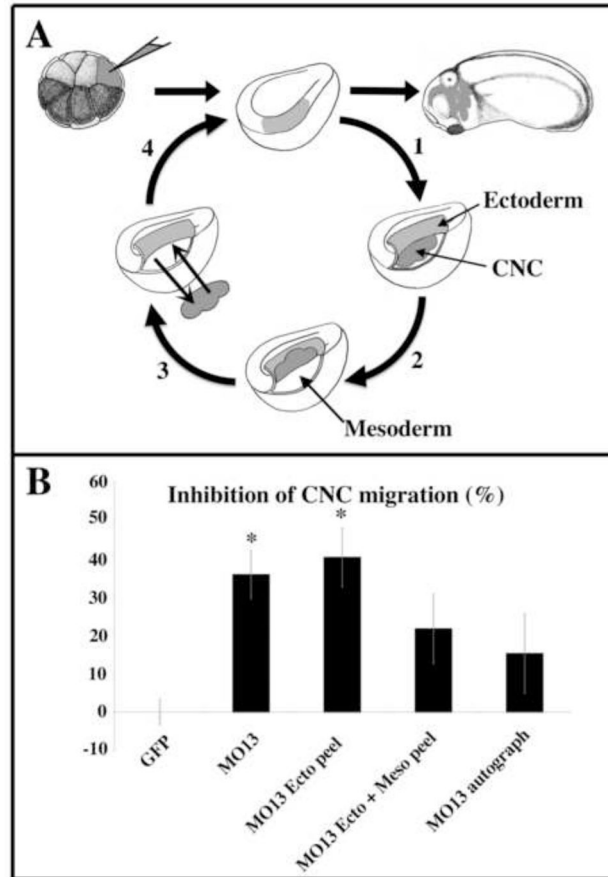 A
4
1
Ectoderm
CNC
3
2
Mesoderm
B
Inhibition of CNC migration (%)
60
50
40
30
20
10
0
-10
*
*
GFP
MO13
MO13 Ecto peel
MO13 Ecto + Meso peel
MO13 autograph